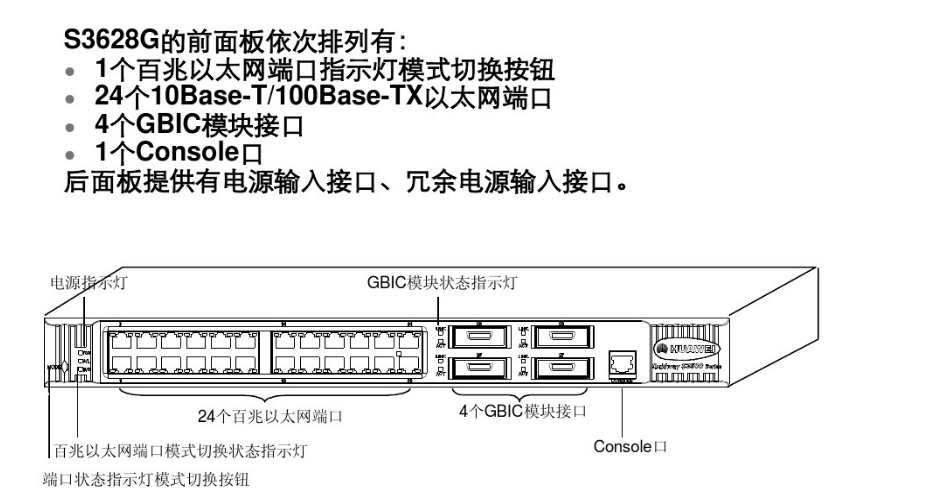 S3628G的前面板依次排列有：
● 1个百兆以太网端口指示灯模式切换按钮
● 24个10Base-T/100Base-TX以太网端口
● 4个GBIC模块接口
● 1个Console口
后面板提供有电源输入接口、冗余电源输入接口。
电源指示灯
GBIC模块状态指示灯
HUAWEI
24个百兆以太网端口
4个GBIC模块接口
百兆以太网端口模式切换状态指示灯
Console口
端口状态指示灯模式切换按钮